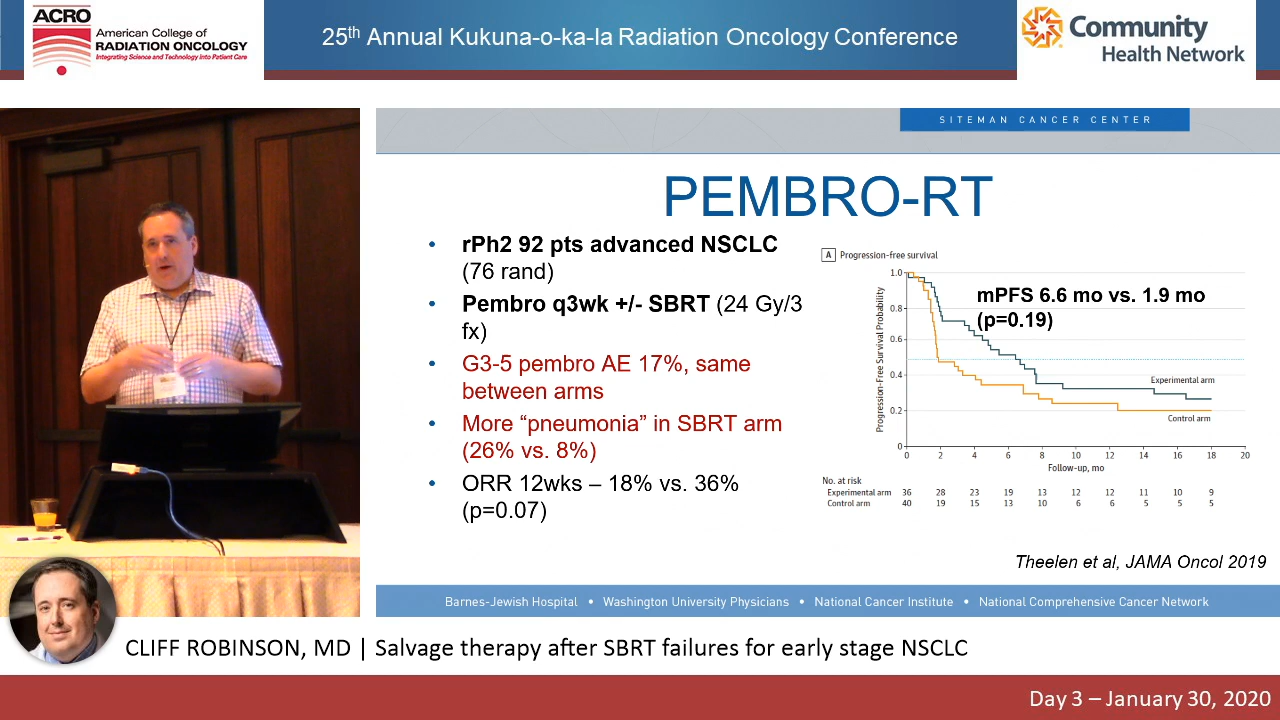 ACRO
American College of
RADIATION ONCOLOGY
Integrating Science and Technology Into Patient Care
25th Annual Kukuna-o-ka-la Radiation Oncology Conference
Community
Health Network
SITEMAN CANCER CENTER
PEMBRO-RT
• rPh2 92 pts advanced NSCLC
(76 rand)
• Pembro q3wk +/- SBRT (24 Gy/3
fx)
• G3-5 pembro AE 17%, same
between arms
• More “pneumonia” in SBRT arm
(26% vs. 8%)
• ORR 12wks – 18% vs. 36%
(p=0.07)
A Progression-free survival
mPFS 6.6 mo vs. 1.9 mo
(p=0.19)
Progression-Free Survival Probability
1.0
0.8
0.6
0.4
0.2
0
Experimental arm
Control arm
0 2 4 6 8 10 12 14 16 18 20
Follow-up, mo
No. at risk
Experimental arm 36 28 23 19 13 12 12 11 10 9
Control arm 40 19 15 13 10 6 6 5 5 5
Theelen et al, JAMA Oncol 2019
Barnes-Jewish Hospital • Washington University Physicians • National Cancer Institute • National Comprehensive Cancer Network
CLIFF ROBINSON, MD | Salvage therapy after SBRT failures for early stage NSCLC
Day 3 – January 30, 2020